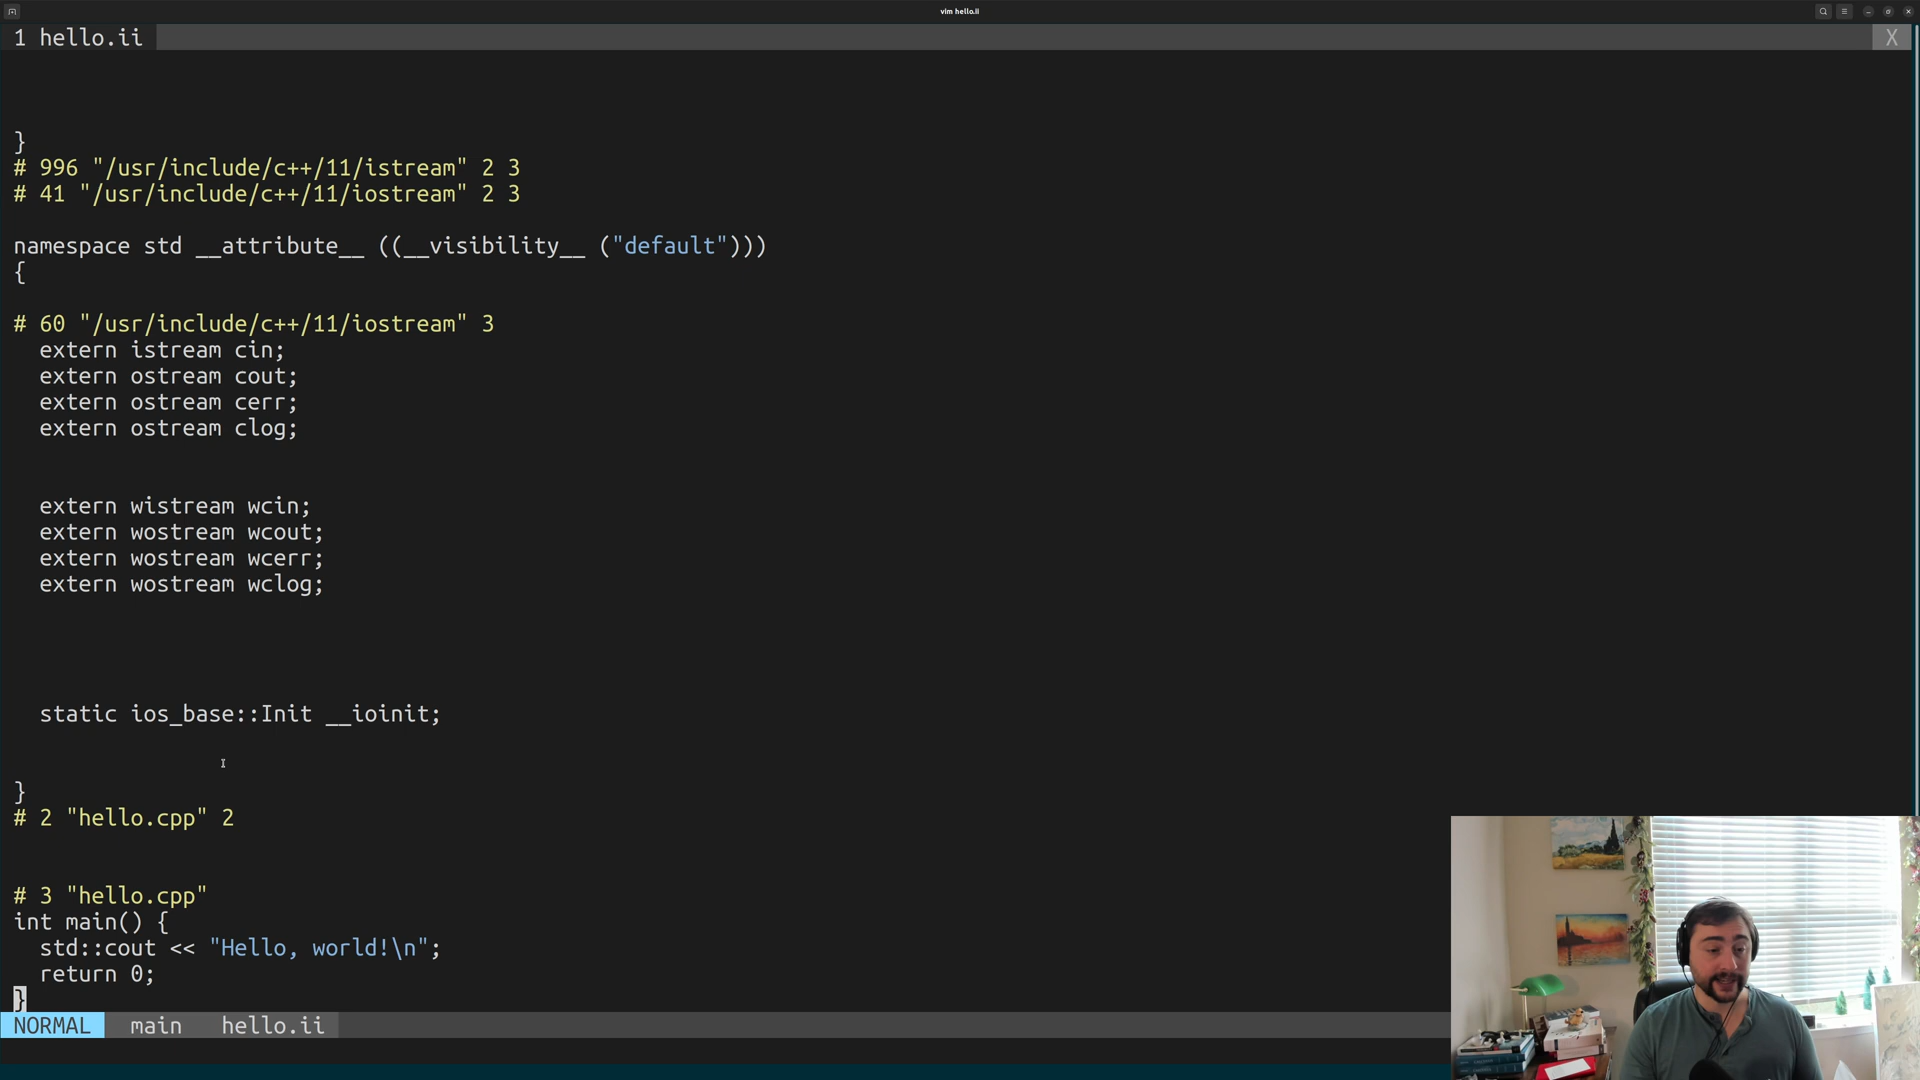 vim hello.ii
1 hello.ii
X
}
# 996 "/usr/include/c++/11/istream" 2 3
# 41 "/usr/include/c++/11/iostream" 2 3
namespace std __attribute__ ((__visibility__ ("default")))
{
# 60 "/usr/include/c++/11/iostream" 3
extern istream cin;
extern ostream cout;
extern ostream cerr;
extern ostream clog;
extern wistream wcin;
extern wostream wcout;
extern wostream wcerr;
extern wostream wclog;
static ios_base::Init __ioinit;
}
# 2 "hello.cpp" 2
# 3 "hello.cpp"
int main() {
std::cout << "Hello, world!\n";
return 0;
}
NORMAL main hello.ii